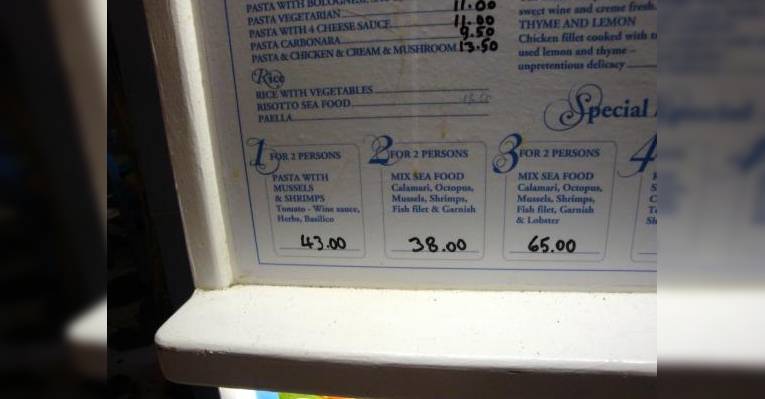 PASTA WITH BOLOGNESE 11.00
PASTA VEGETARIAN
PASTA WITH 4 CHEESE SAUCE 11.00
PASTA CARBONARA 9.50
PASTA & CHICKEN & CREAM & MUSHROOM 13.50
Rice
RICE WITH VEGETABLES
RISOTTO SEA FOOD
PAELLA
sweet wine and creme fresh
THYME AND LEMON
Chicken fillet cooked with
used lemon and thyme –
unpretentious delicacy
Special
1 FOR 2 PERSONS
PASTA WITH
MUSSELS
& SHRIMPS
Tomato - Wine sauce,
Herbs, Basilico
43.00
2 FOR 2 PERSONS
MIX SEA FOOD
Calamari, Octopus,
Mussels, Shrimps,
Fish filet & Garnish
38.00
3 FOR 2 PERSONS
MIX SEA FOOD
Calamari, Octopus,
Mussels, Shrimps,
Fish filet, Garnish
& Lobster
65.00
4